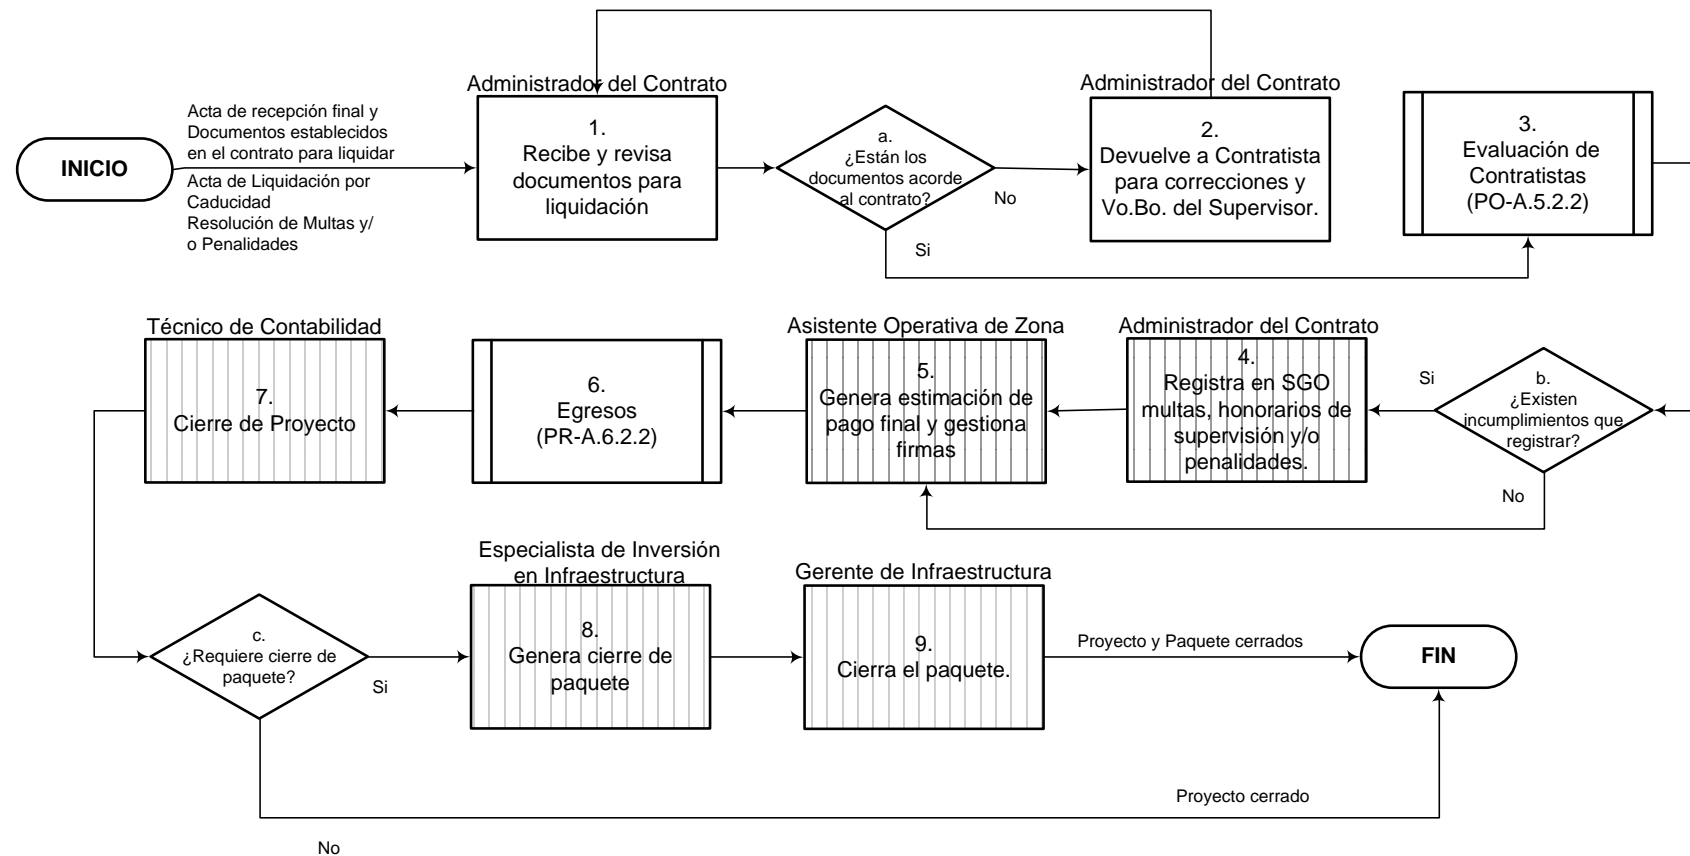 INICIO
Acta de recepción final y
Documentos establecidos
en el contrato para liquidar
Acta de Liquidación por
Caducidad
Resolución de Multas y/
o Penalidades
Administrador del Contrato
1.
Recibe y revisa
documentos para
liquidación
a.
¿Están los
documentos acorde
al contrato?
No
Si
Administrador del Contrato
2.
Devuelve a Contratista
para correcciones y
Vo.Bo. del Supervisor.
3.
Evaluación de
Contratistas
(PO-A.5.2.2)
b.
¿Existen
incumplimientos que
registrar?
Si
No
Administrador del Contrato
4.
Registra en SGO
multas, honorarios de
supervisión y/o
penalidades.
Asistente Operativa de Zona
5.
Genera estimación de
pago final y gestiona
firmas
6.
Egresos
(PR-A.6.2.2)
Técnico de Contabilidad
7.
Cierre de Proyecto
c.
¿Requiere cierre de
paquete?
Si
No
Especialista de Inversión
en Infraestructura
8.
Genera cierre de
paquete
Gerente de Infraestructura
9.
Cierra el paquete.
Proyecto y Paquete cerrados
Proyecto cerrado
FIN